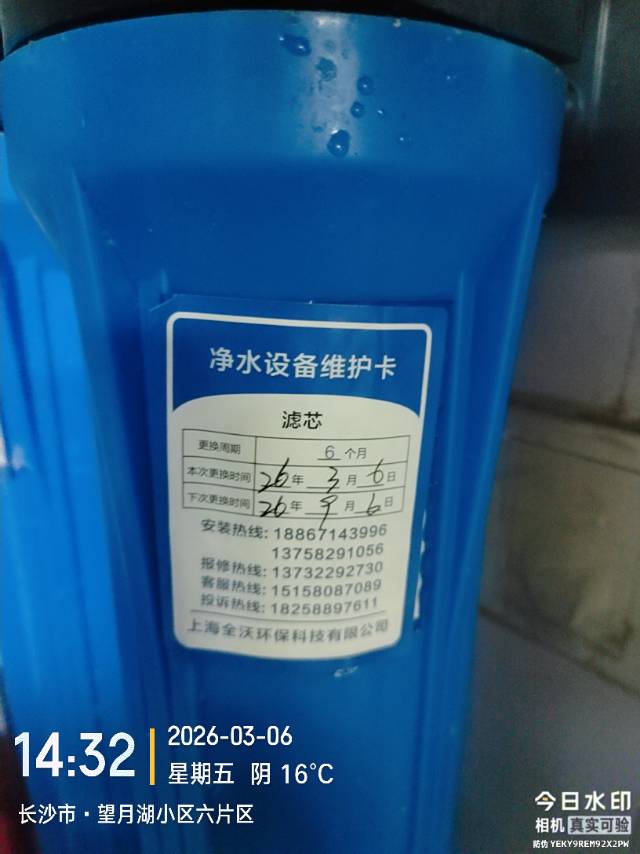 净水设备维护卡
滤芯
更换周期 6 个月
本次更换时间 26 年 3 月 6 日
下次更换时间 26 年 9 月 6 日
安装热线: 18867143996
13758291056
报修热线: 13732292730
客服热线: 15158087089
投诉热线: 18258897611
上海全沃环保科技有限公司
14:32
2026-03-06
星期五 阴 16°C
长沙市·望月湖小区六片区
今日水印
相机 真实可验
防伪 YEKY9REM92X2PW